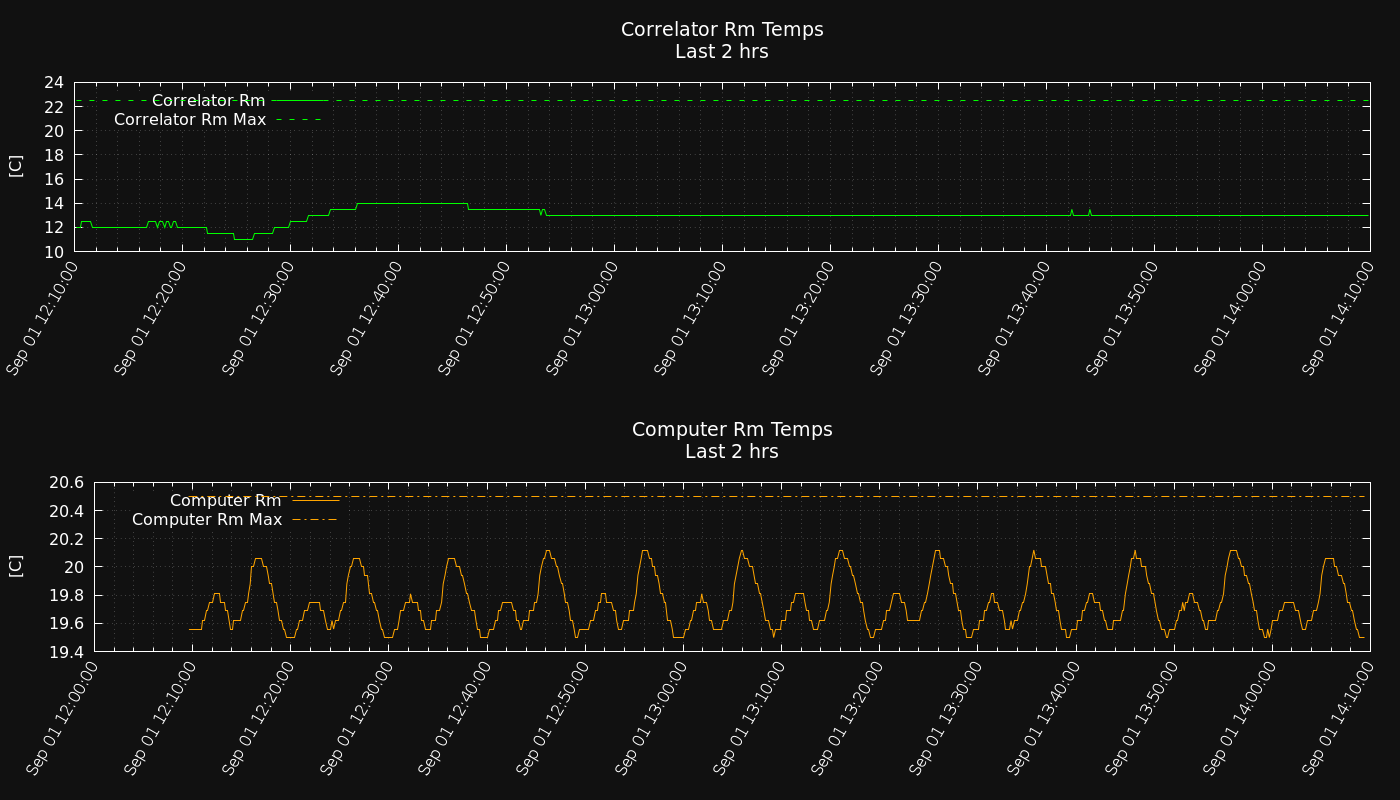 Correlator Rm Temps
Last 2 hrs
24
22
20
18
16
14
12
10
[C]
Correlator Rm
Correlator Rm Max
Sep 01 12:10:00
Sep 01 12:20:00
Sep 01 12:30:00
Sep 01 12:40:00
Sep 01 12:50:00
Sep 01 13:00:00
Sep 01 13:10:00
Sep 01 13:20:00
Sep 01 13:30:00
Sep 01 13:40:00
Sep 01 13:50:00
Sep 01 14:00:00
Sep 01 14:10:00
Computer Rm Temps
Last 2 hrs
20.6
20.4
20.2
20
19.8
19.6
19.4
[C]
Computer Rm
Computer Rm Max
Sep 01 12:00:00
Sep 01 12:10:00
Sep 01 12:20:00
Sep 01 12:30:00
Sep 01 12:40:00
Sep 01 12:50:00
Sep 01 13:00:00
Sep 01 13:10:00
Sep 01 13:20:00
Sep 01 13:30:00
Sep 01 13:40:00
Sep 01 13:50:00
Sep 01 14:00:00
Sep 01 14:10:00